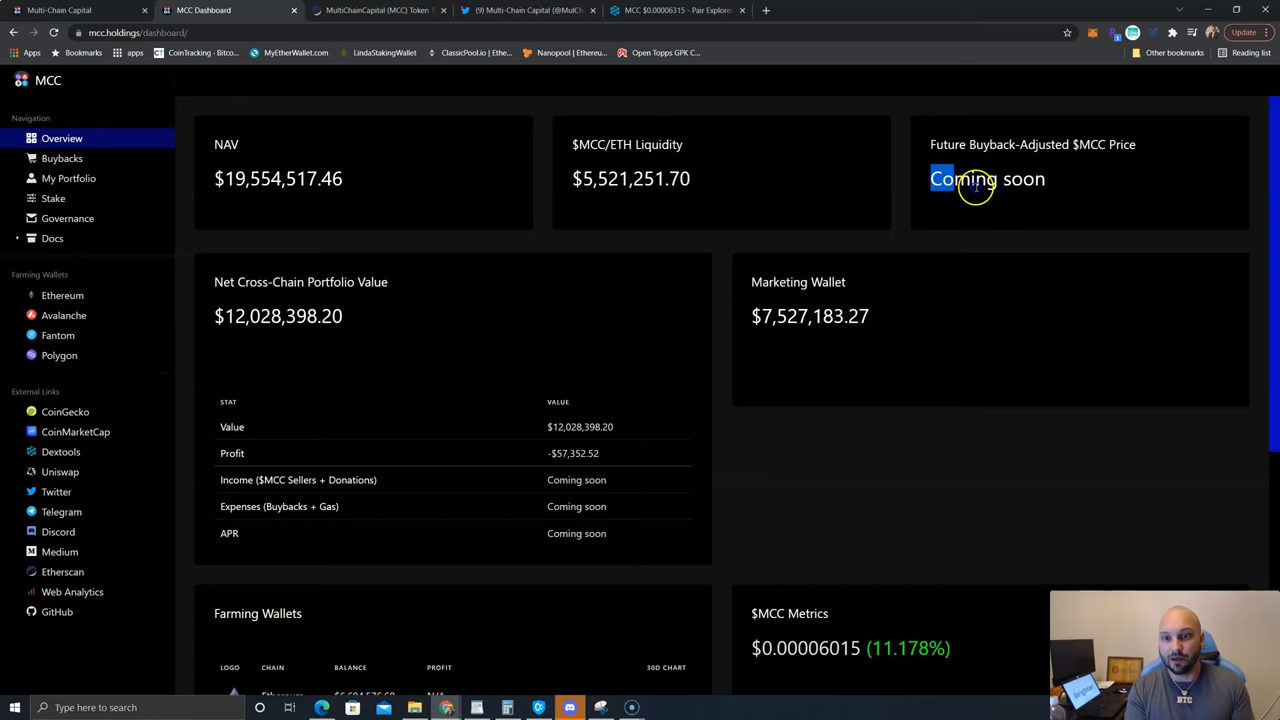 Multi-Chain Capital
MCC Dashboard
MultiChainCapital (MCC) Token T
(9) Multi Chain Capital (@MulCh
MCC $0.00006315 - Pair Explorer
mcc.holdings/dashboard/
Update
Apps
Bookmarks
CoinTracking · Bitco...
MyEtherWallet.com
LindaStakingWallet
ClassicPool.io | Ethe...
Nanopool | Ethereu...
Open Topps GPK C...
Other bookmarks
Reading list
MCC
Navigation
Overview
Buybacks
My Portfolio
Stake
Governance
Docs
Farming Wallets
Ethereum
Avalanche
Fantom
Polygon
External Links
CoinGecko
CoinMarketCap
Dextools
Uniswap
Twitter
Telegram
Discord
Medium
Etherscan
Web Analytics
GitHub
NAV
$19,554,517.46
$MCC/ETH Liquidity
$5,521,251.70
Future Buyback-Adjusted $MCC Price
Coming soon
Net Cross-Chain Portfolio Value
$12,028,398.20
STAT VALUE
Value $12,028,398.20
Profit -$57,352.52
Income ($MCC Sellers + Donations) Coming soon
Expenses (Buybacks + Gas) Coming soon
APR Coming soon
Marketing Wallet
$7,527,183.27
Farming Wallets
LOGO CHAIN BALANCE PROFIT 30D CHART
$MCC Metrics
$0.00006015 (11.178%)
brighter
BTC
Type here to search